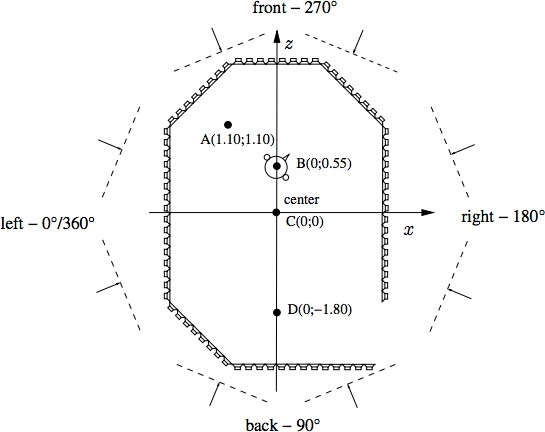 front – 270°
z
A(1.10;1.10)
B(0;0.55)
center
left – 0°/360°
C(0;0)
x
right – 180°
D(0;–1.80)
back – 90°